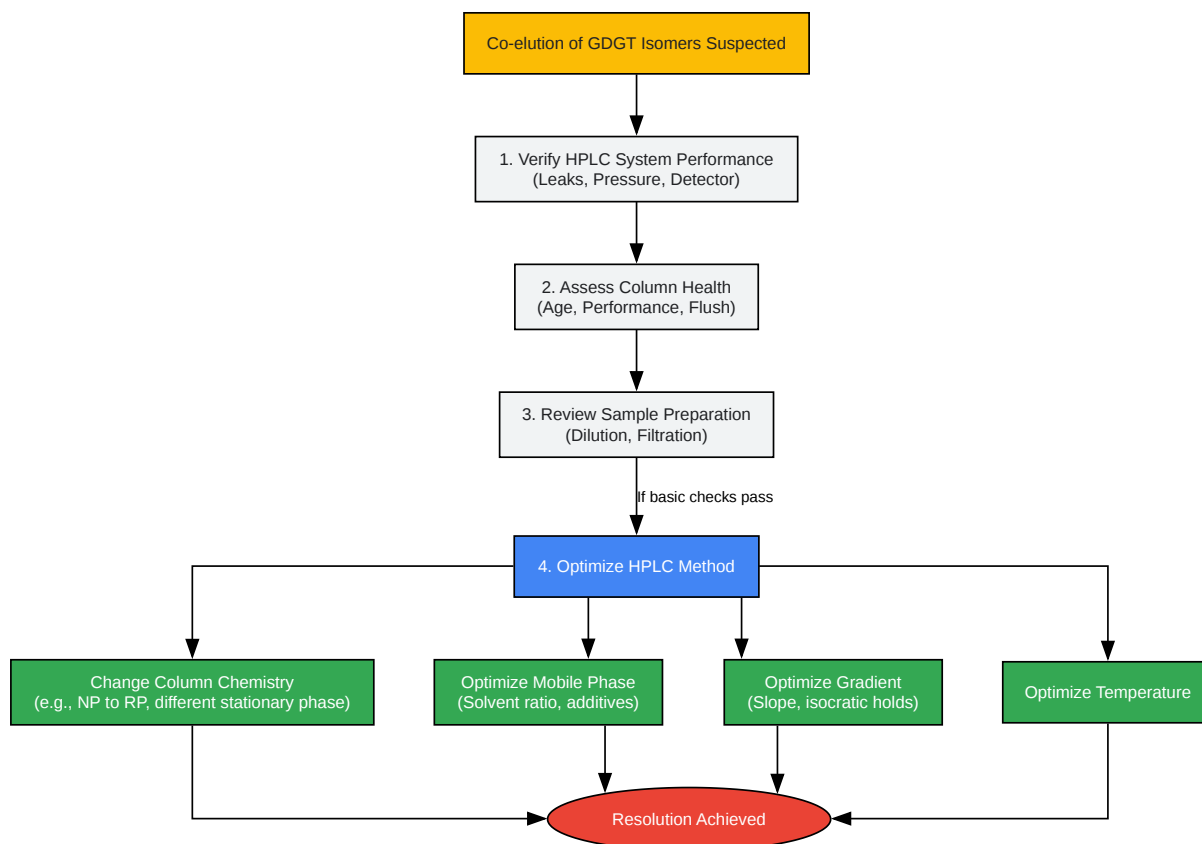 Co-elution of GDGT Isomers Suspected
1. Verify HPLC System Performance
(Leaks, Pressure, Detector)
2. Assess Column Health
(Age, Performance, Flush)
3. Review Sample Preparation
(Dilution, Filtration)
If basic checks pass
4. Optimize HPLC Method
Change Column Chemistry
(e.g., NP to RP, different stationary phase)
Optimize Mobile Phase
(Solvent ratio, additives)
Optimize Gradient
(Slope, isocratic holds)
Optimize Temperature
Resolution Achieved